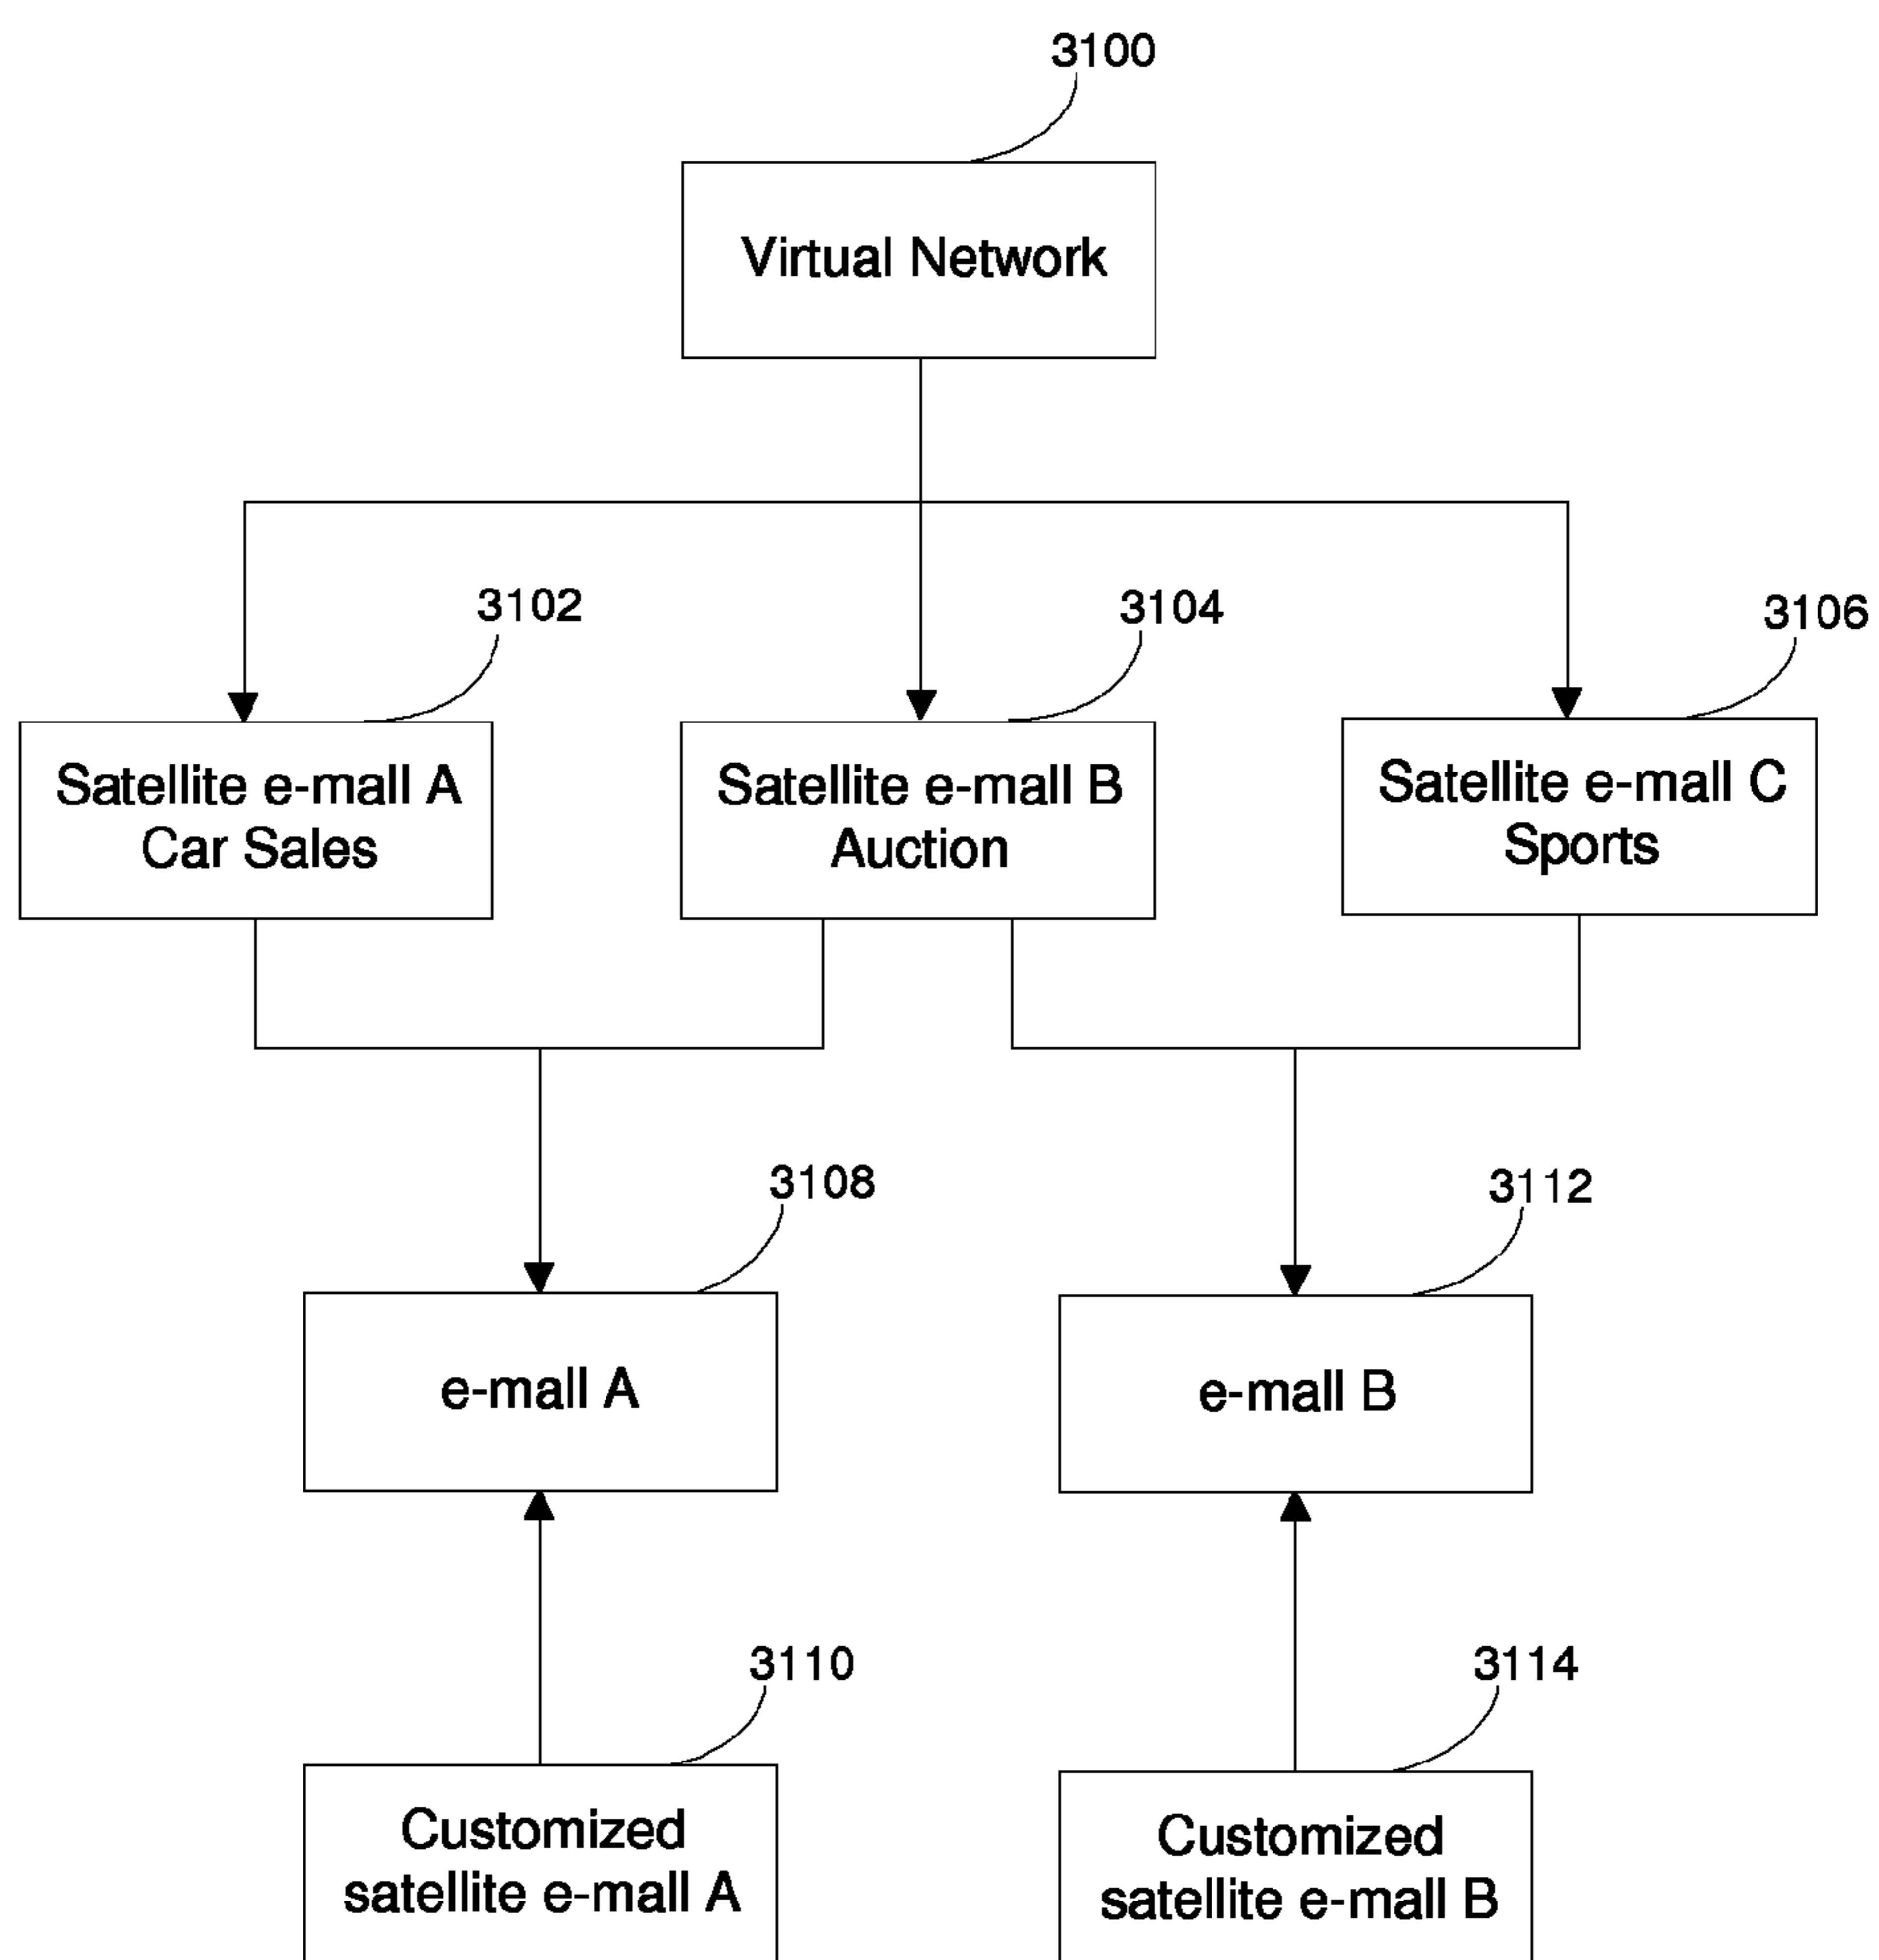 3100
Virtual Network
3102
3104
3106
Satellite e-mall A
Car Sales
Satelllite e-mall B
Auction
Satellite e-mall C
Sports
3108
3112
e-mall A
e-mall B
3110
3114
Customized
satellite e-mall A
Customized
satellite e-mall B